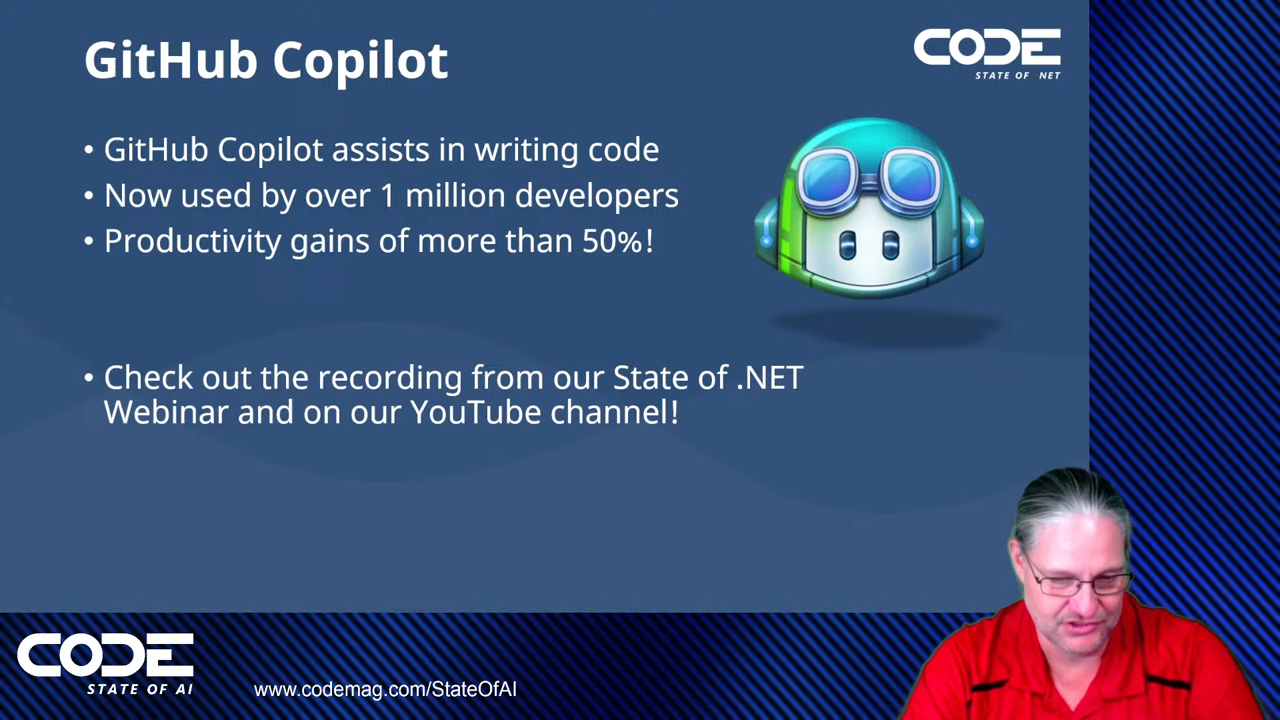 GitHub Copilot
CODE
STATE OF .NET
• GitHub Copilot assists in writing code
• Now used by over 1 million developers
• Productivity gains of more than 50%!
• Check out the recording from our State of .NET
Webinar and on our YouTube channel!
CODE
STATE OF AI
www.codemag.com/StateOfAI